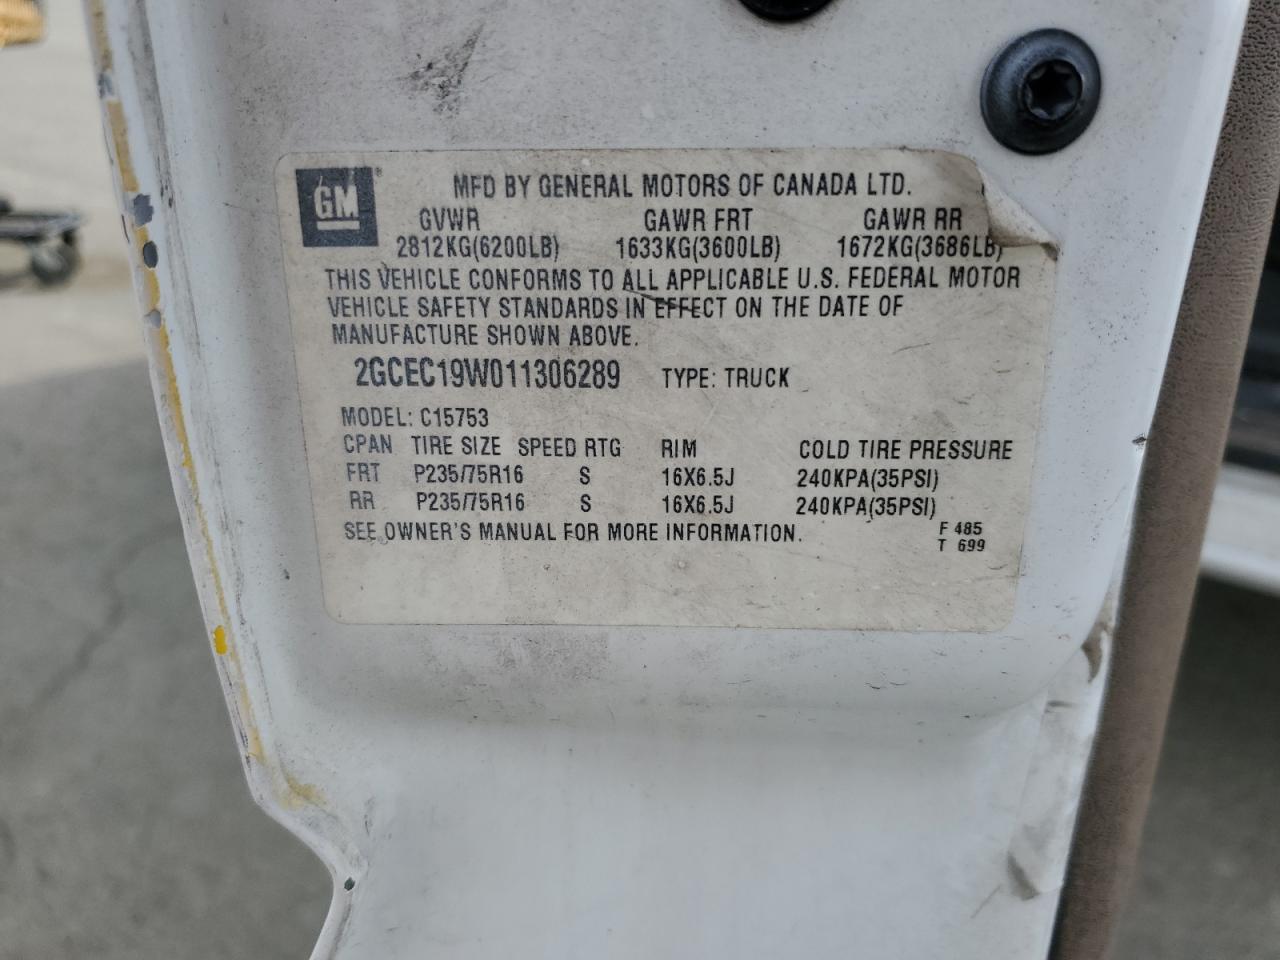 GM ® MFD BY GENERAL MOTORS OF CANADA LTD.
GVWR GAWR FRT GAWR RR
2812KG(6200LB) 1633KG(3600LB) 1672KG(3686LB)
THIS VEHICLE CONFORMS TO ALL APPLICABLE U.S. FEDERAL MOTOR
VEHICLE SAFETY STANDARDS IN EFFECT ON THE DATE OF
MANUFACTURE SHOWN ABOVE.
2GCEC19W011306289 TYPE: TRUCK
MODEL: C15753
CPAN TIRE SIZE SPEED RTG RIM COLD TIRE PRESSURE
FRT P235/75R16 S 16X6.5J 240KPA(35PSI)
RR P235/75R16 S 16X6.5J 240KPA(35PSI)
SEE OWNER'S MANUAL FOR MORE INFORMATION.
F 485
T 699